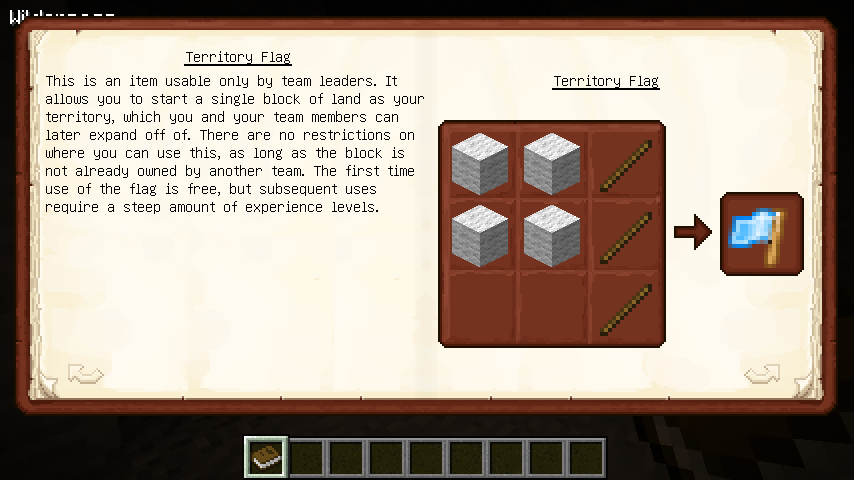 Territory Flag
This is an item usable only by team leaders. It
allows you to start a single block of land as your
territory, which you and your team members can
later expand off of. There are no restrictions on
where you can use this, as long as the block is
not already owned by another team. The first time
use of the flag is free, but subsequent uses
require a steep amount of experience levels.
Territory Flag